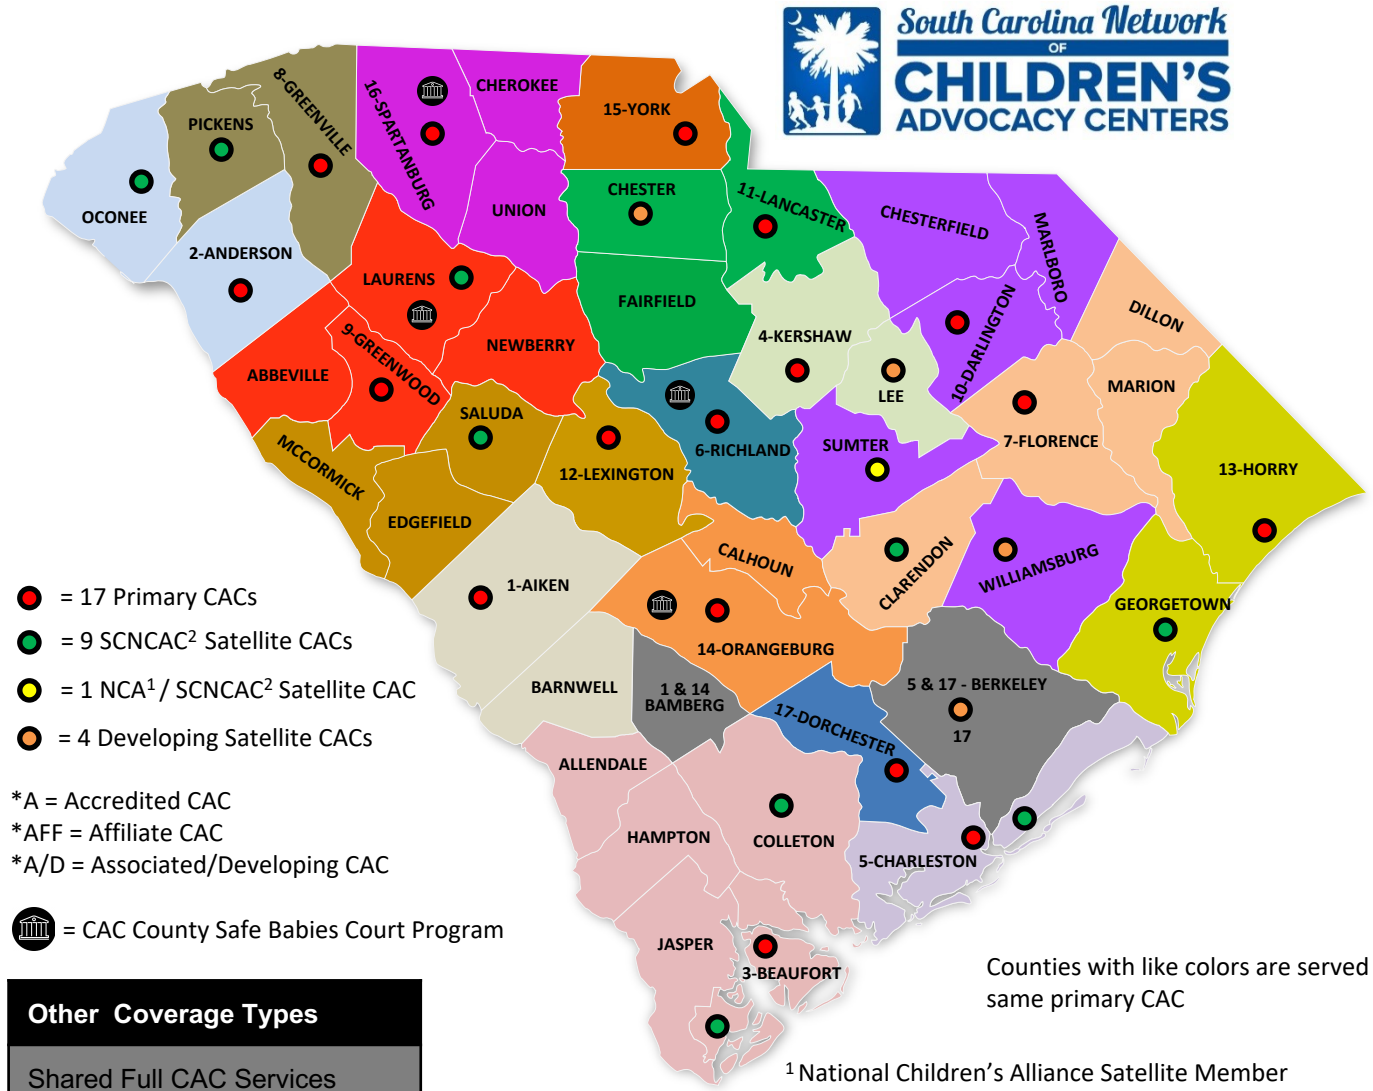 South Carolina Network
OF
CHILDREN'S
ADVOCACY CENTERS
8-GREENVILLE
16-SPARTANBURG
CHEROKEE
15-YORK
PICKENS
OCONEE
2-ANDERSON
UNION
CHESTER
11-LANCASTER
CHESTERFIELD
MARLBORO
LAURENS
FAIRFIELD
DILLON
9-GREENWOOD
NEWBERRY
4-KERSHAW
10-DARLINGTON
ABBEVILLE
LEE
MARION
SALUDA
SUMTER
7-FLORENCE
6-RICHLAND
MCCORMICK
12-LEXINGTON
13-HORRY
EDGEFIELD
CALHOUN
CLARENDON
WILLIAMSBURG
1-AIKEN
GEORGETOWN
14-ORANGEBURG
BARNWELL
1 & 14
BAMBERG
5 & 17 - BERKELEY
17
17-DORCHESTER
ALLENDALE
HAMPTON
COLLETON
5-CHARLESTON
JASPER
3-BEAUFORT
= 17 Primary CACs
= 9 SCNCAC² Satellite CACs
= 1 NCA¹ / SCNCAC² Satellite CAC
= 4 Developing Satellite CACs
*A = Accredited CAC
*AFF = Affiliate CAC
*A/D = Associated/Developing CAC
= CAC County Safe Babies Court Program
Other Coverage Types
Shared Full CAC Services
Counties with like colors are served
same primary CAC
¹ National Children's Alliance Satellite Member